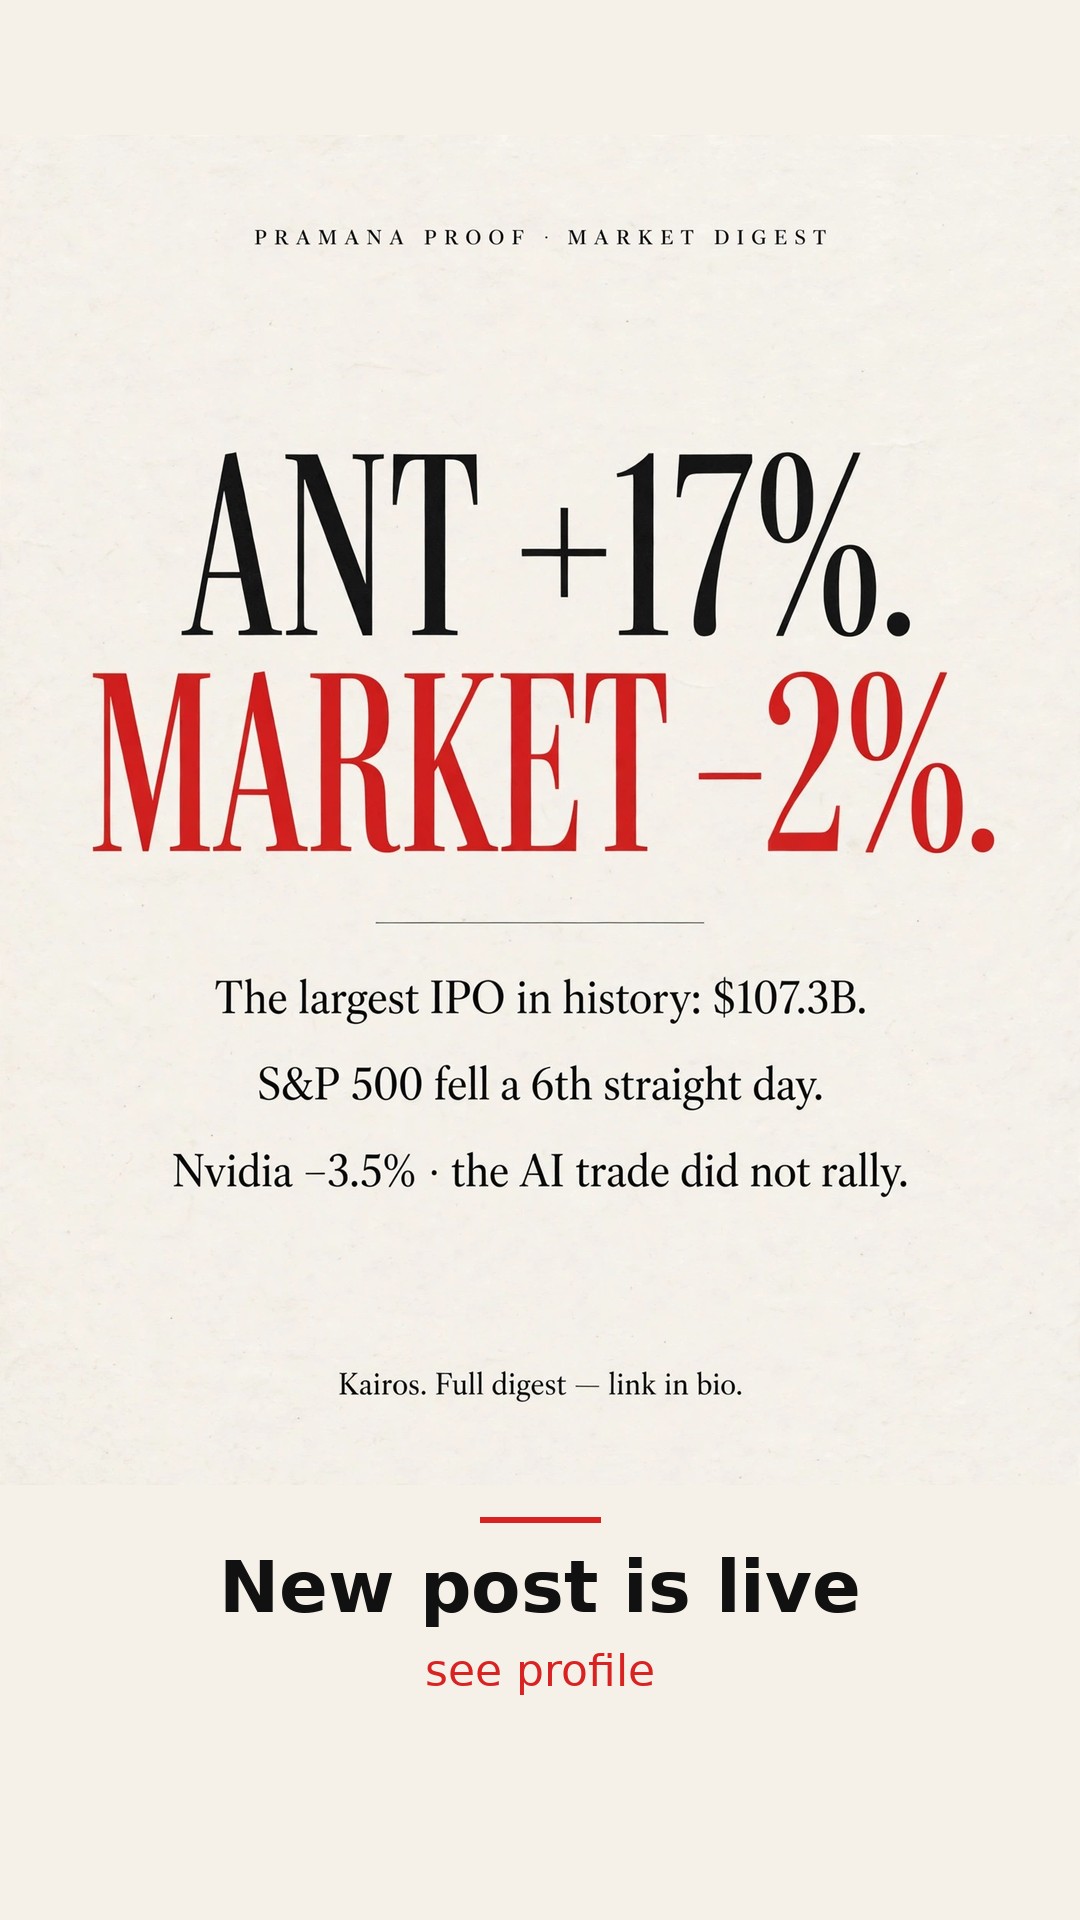 PRAMANA PROOF · MARKET DIGEST
ANT +17%.
MARKET –2%.
The largest IPO in history: $107.3B.
S&P 500 fell a 6th straight day.
Nvidia –3.5% · the AI trade did not rally.
Kairos. Full digest — link in bio.
New post is live
see profile